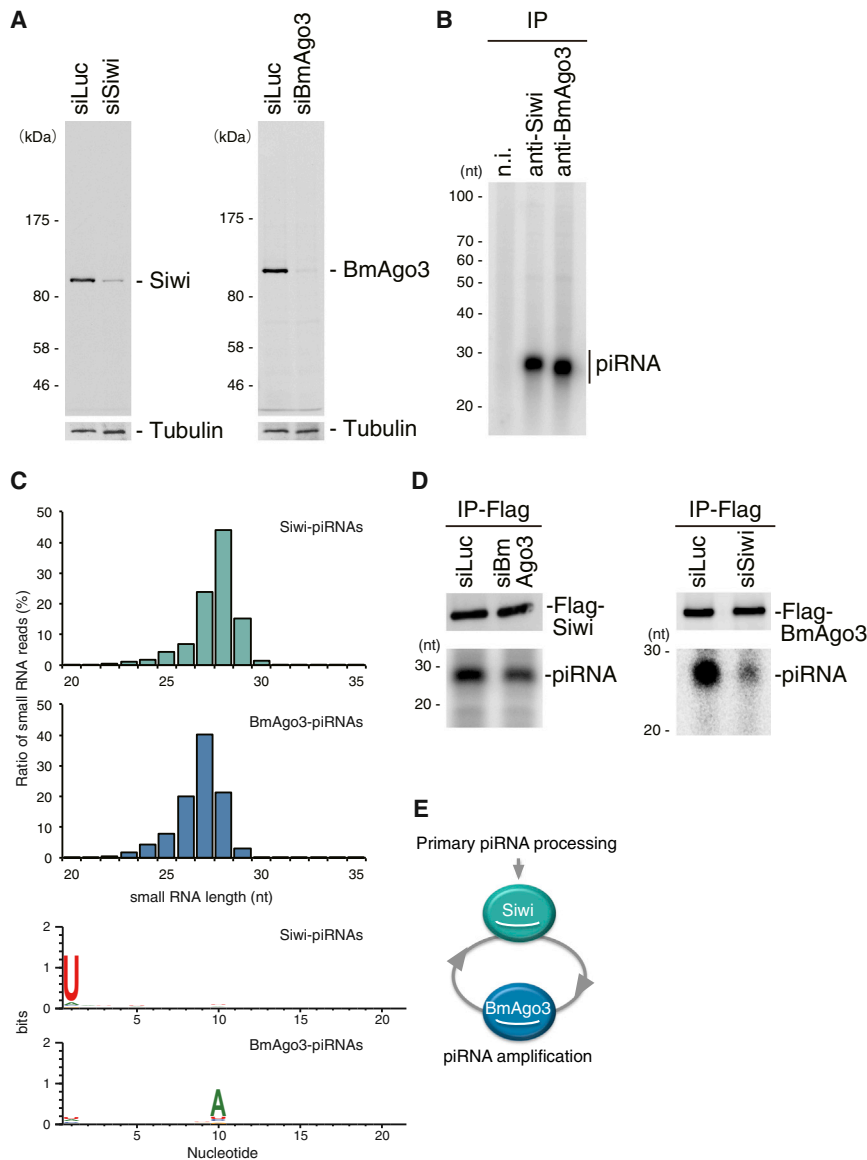 A
siLuc
siSiwi
(kDa)
175 -
80 -
58 -
46 -
- Siwi
- Tubulin
siLuc
siBmAgo3
(kDa)
175 -
80 -
58 -
46 -
- BmAgo3
- Tubulin
B
IP
n.i.
anti-Siwi
anti-BmAgo3
(nt)
100 -
70 -
60 -
50 -
40 -
30 -
20 -
piRNA
C
Ratio of small RNA reads (%)
Siwi-piRNAs
50
40
30
20
10
0
20 25 30 35
BmAgo3-piRNAs
50
40
30
20
10
0
20 25 30 35
small RNA length (nt)
bits
Siwi-piRNAs
2
1
0
U
5 10 15 20
BmAgo3-piRNAs
2
1
0
A
5 10 15 20
Nucleotide
D
IP-Flag
siLuc
siBm
Ago3
-Flag-
Siwi
(nt)
30 -
20 -
-piRNA
IP-Flag
siLuc
siSiwi
-Flag-
BmAgo3
(nt)
30 -
20 -
-piRNA
E
Primary piRNA processing
Siwi
BmAgo3
piRNA amplification